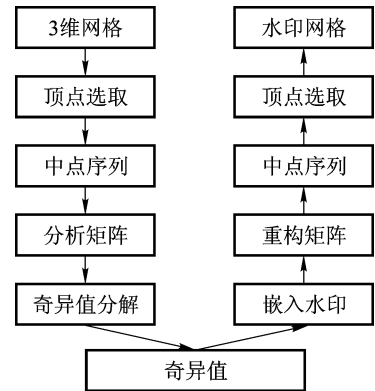 3维网格
水印网格
顶点选取
顶点选取
中点序列
中点序列
分析矩阵
重构矩阵
奇异值分解
嵌入水印
奇异值